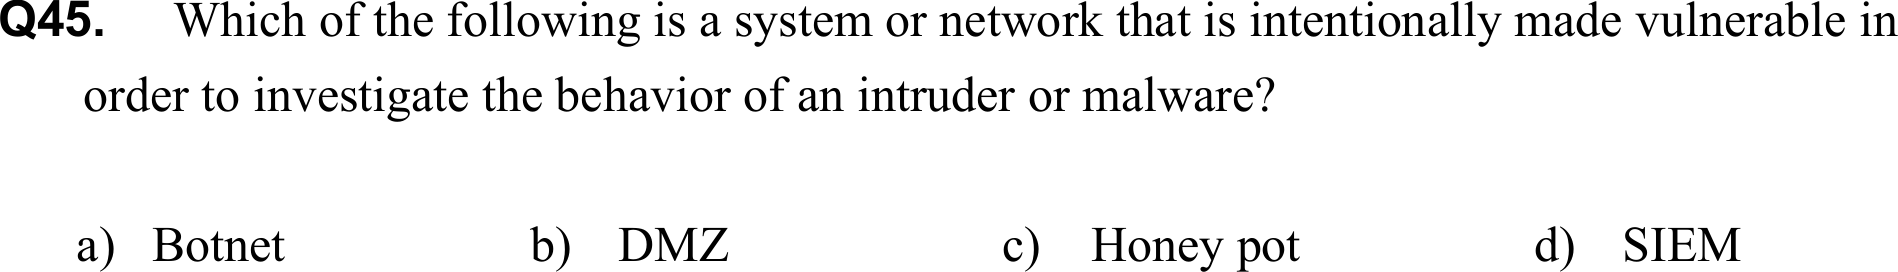 Q45. Which of the following is a system or network that is intentionally made vulnerable in
order to investigate the behavior of an intruder or malware?
a) Botnet b) DMZ c) Honey pot d) SIEM